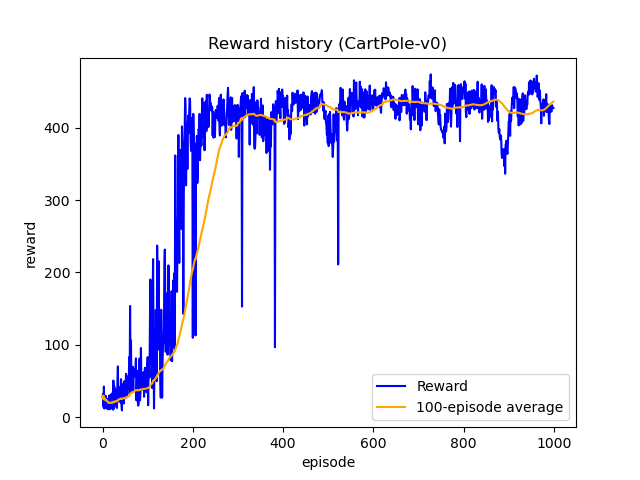 Reward history (CartPole-v0)
reward
400
300
200
100
0
0 200 400 600 800 1000
episode
Reward
100-episode average